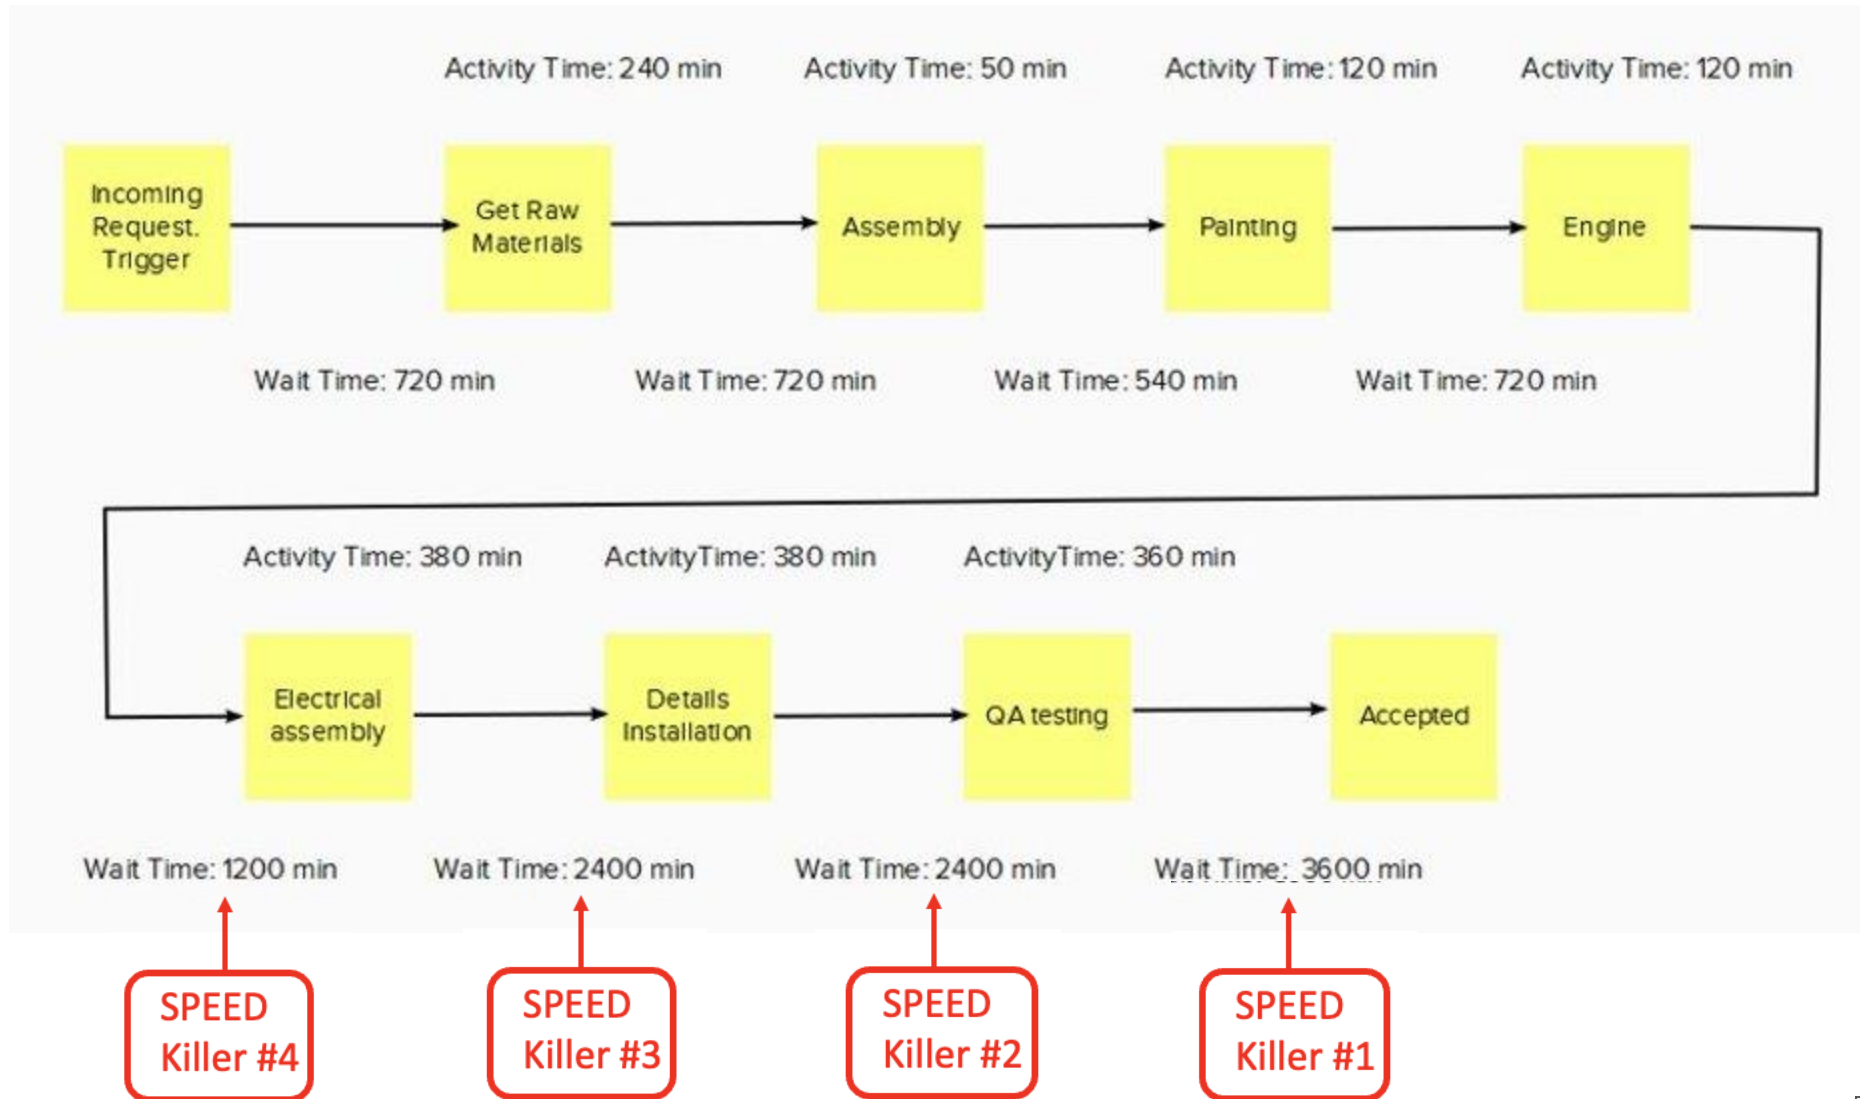 Activity Time: 240 min
Activity Time: 50 min
Activity Time: 120 min
Activity Time: 120 min
Incoming
Request.
Trigger
Get Raw
Materials
Assembly
Painting
Engine
Wait Time: 720 min
Wait Time: 720 min
Wait Time: 540 min
Wait Time: 720 min
Activity Time: 380 min
ActivityTime: 380 min
ActivityTime: 360 min
Electrical
assembly
Details
Installation
QA testing
Accepted
Wait Time: 1200 min
Wait Time: 2400 min
Wait Time: 2400 min
Wait Time: 3600 min
SPEED
Killer #4
SPEED
Killer #3
SPEED
Killer #2
SPEED
Killer #1